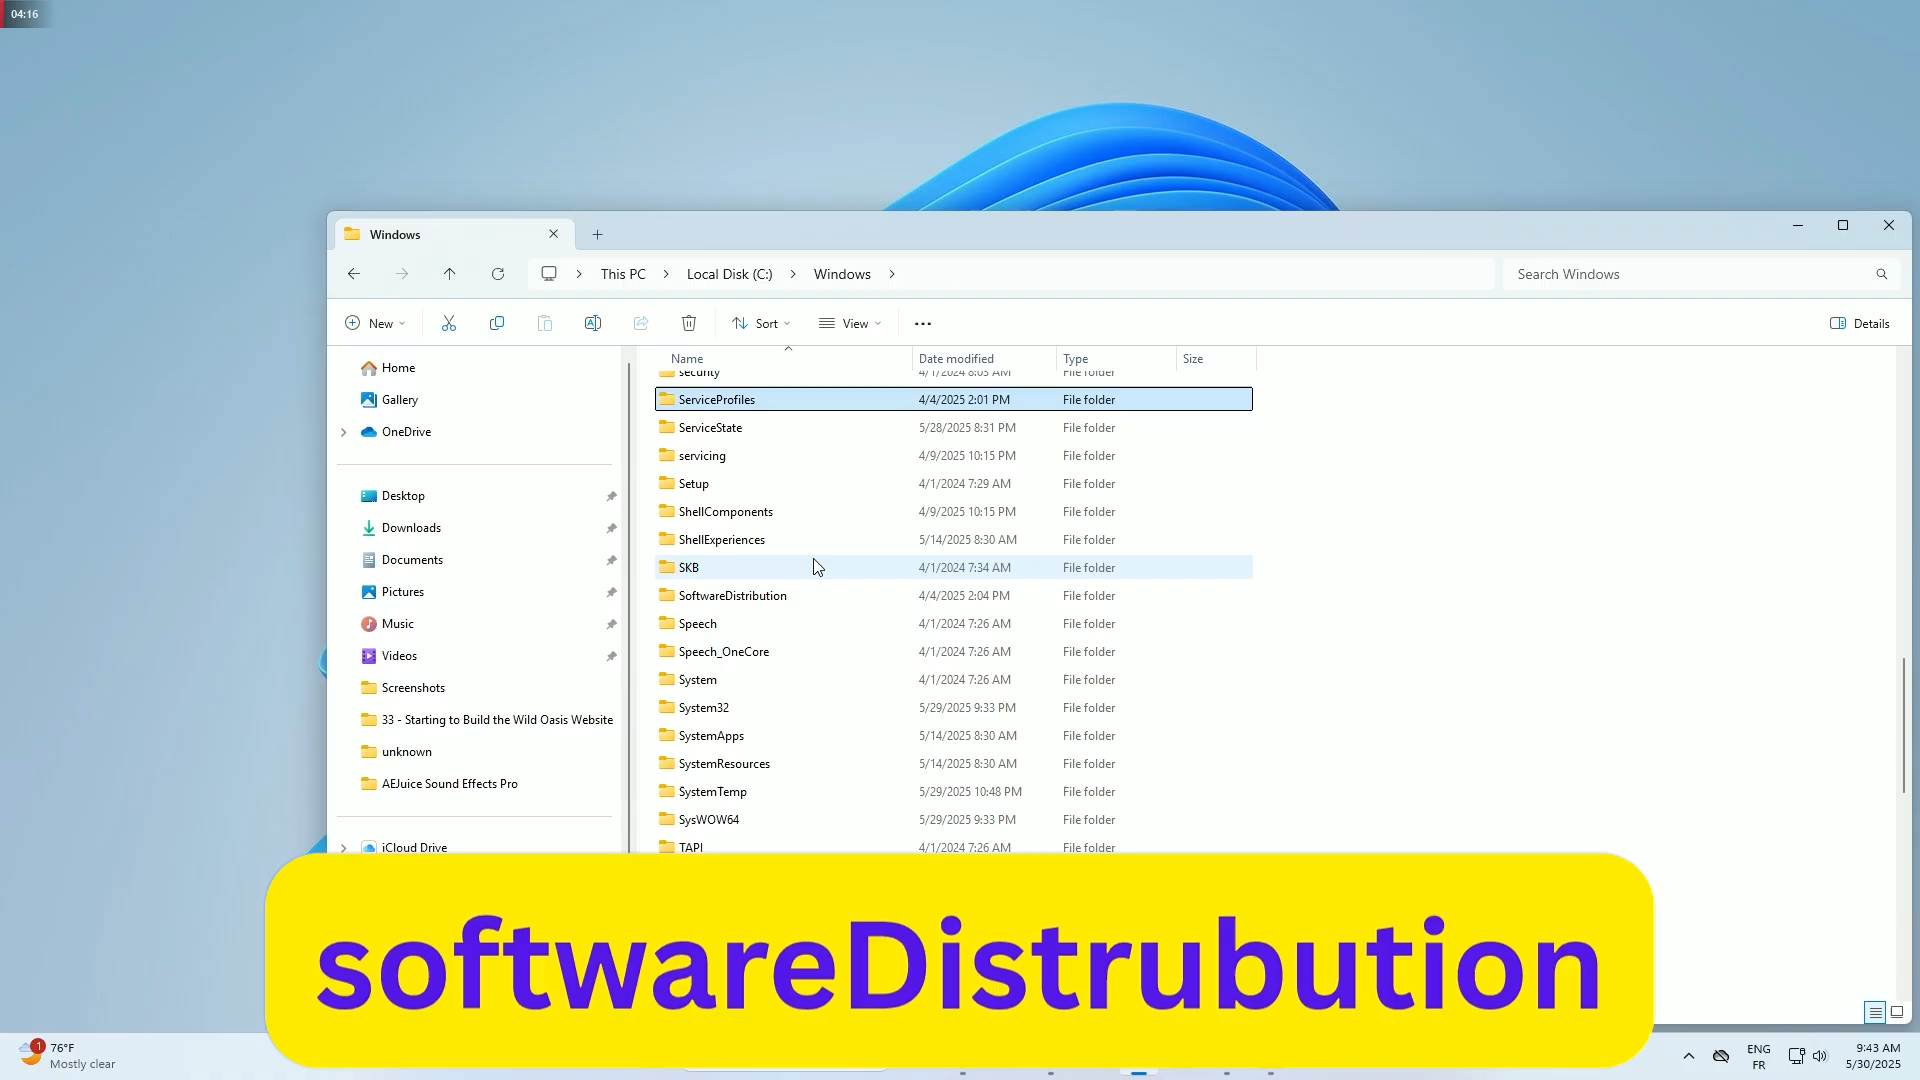 04:16
Windows
This PC
Local Disk (C:)
Windows
Search Windows
New
Sort
View
Details
Home
Gallery
OneDrive
Desktop
Downloads
Documents
Pictures
Music
Videos
Screenshots
33 - Starting to Build the Wild Oasis Website
unknown
AEJuice Sound Effects Pro
iCloud Drive
Name Date modified Type Size
security 4/1/2024 8:03 AM File folder
ServiceProfiles 4/4/2025 2:01 PM File folder
ServiceState 5/28/2025 8:31 PM File folder
servicing 4/9/2025 10:15 PM File folder
Setup 4/1/2024 7:29 AM File folder
ShellComponents 4/9/2025 10:15 PM File folder
ShellExperiences 5/14/2025 8:30 AM File folder
SKB 4/1/2024 7:34 AM File folder
SoftwareDistribution 4/4/2025 2:04 PM File folder
Speech 4/1/2024 7:26 AM File folder
Speech_OneCore 4/1/2024 7:26 AM File folder
System 4/1/2024 7:26 AM File folder
System32 5/29/2025 9:33 PM File folder
SystemApps 5/14/2025 8:30 AM File folder
SystemResources 5/14/2025 8:30 AM File folder
SystemTemp 5/29/2025 10:48 PM File folder
SysWOW64 5/29/2025 9:33 PM File folder
TAPI 4/1/2024 7:26 AM File folder
softwareDistrubution
1
76°F
Mostly clear
ENG
FR
9:43 AM
5/30/2025